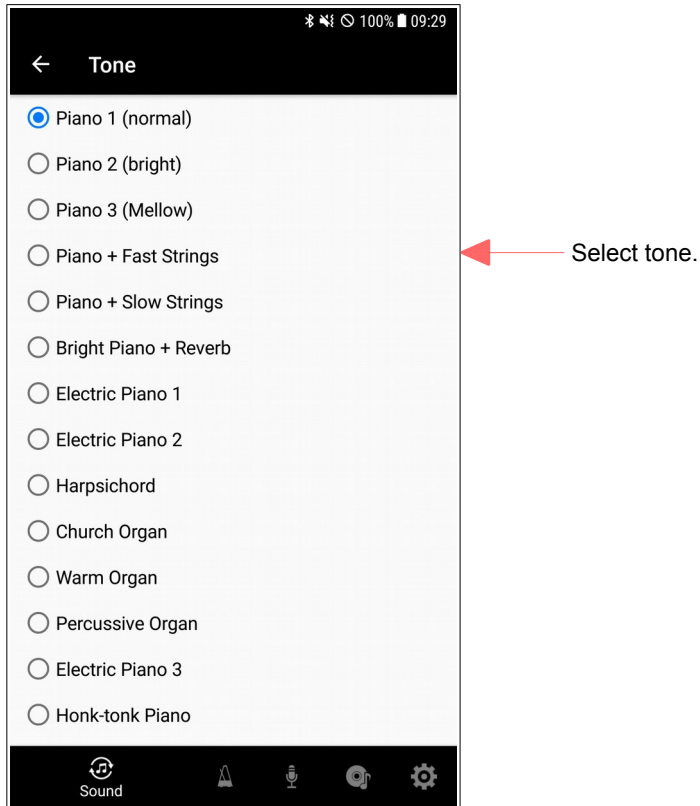 100% 09:29
Tone
Piano 1 (normal)
Piano 2 (bright)
Piano 3 (Mellow)
Piano + Fast Strings
Select tone.
Piano + Slow Strings
Bright Piano + Reverb
Electric Piano 1
Electric Piano 2
Harpsichord
Church Organ
Warm Organ
Percussive Organ
Electric Piano 3
Honk-tonk Piano
Sound